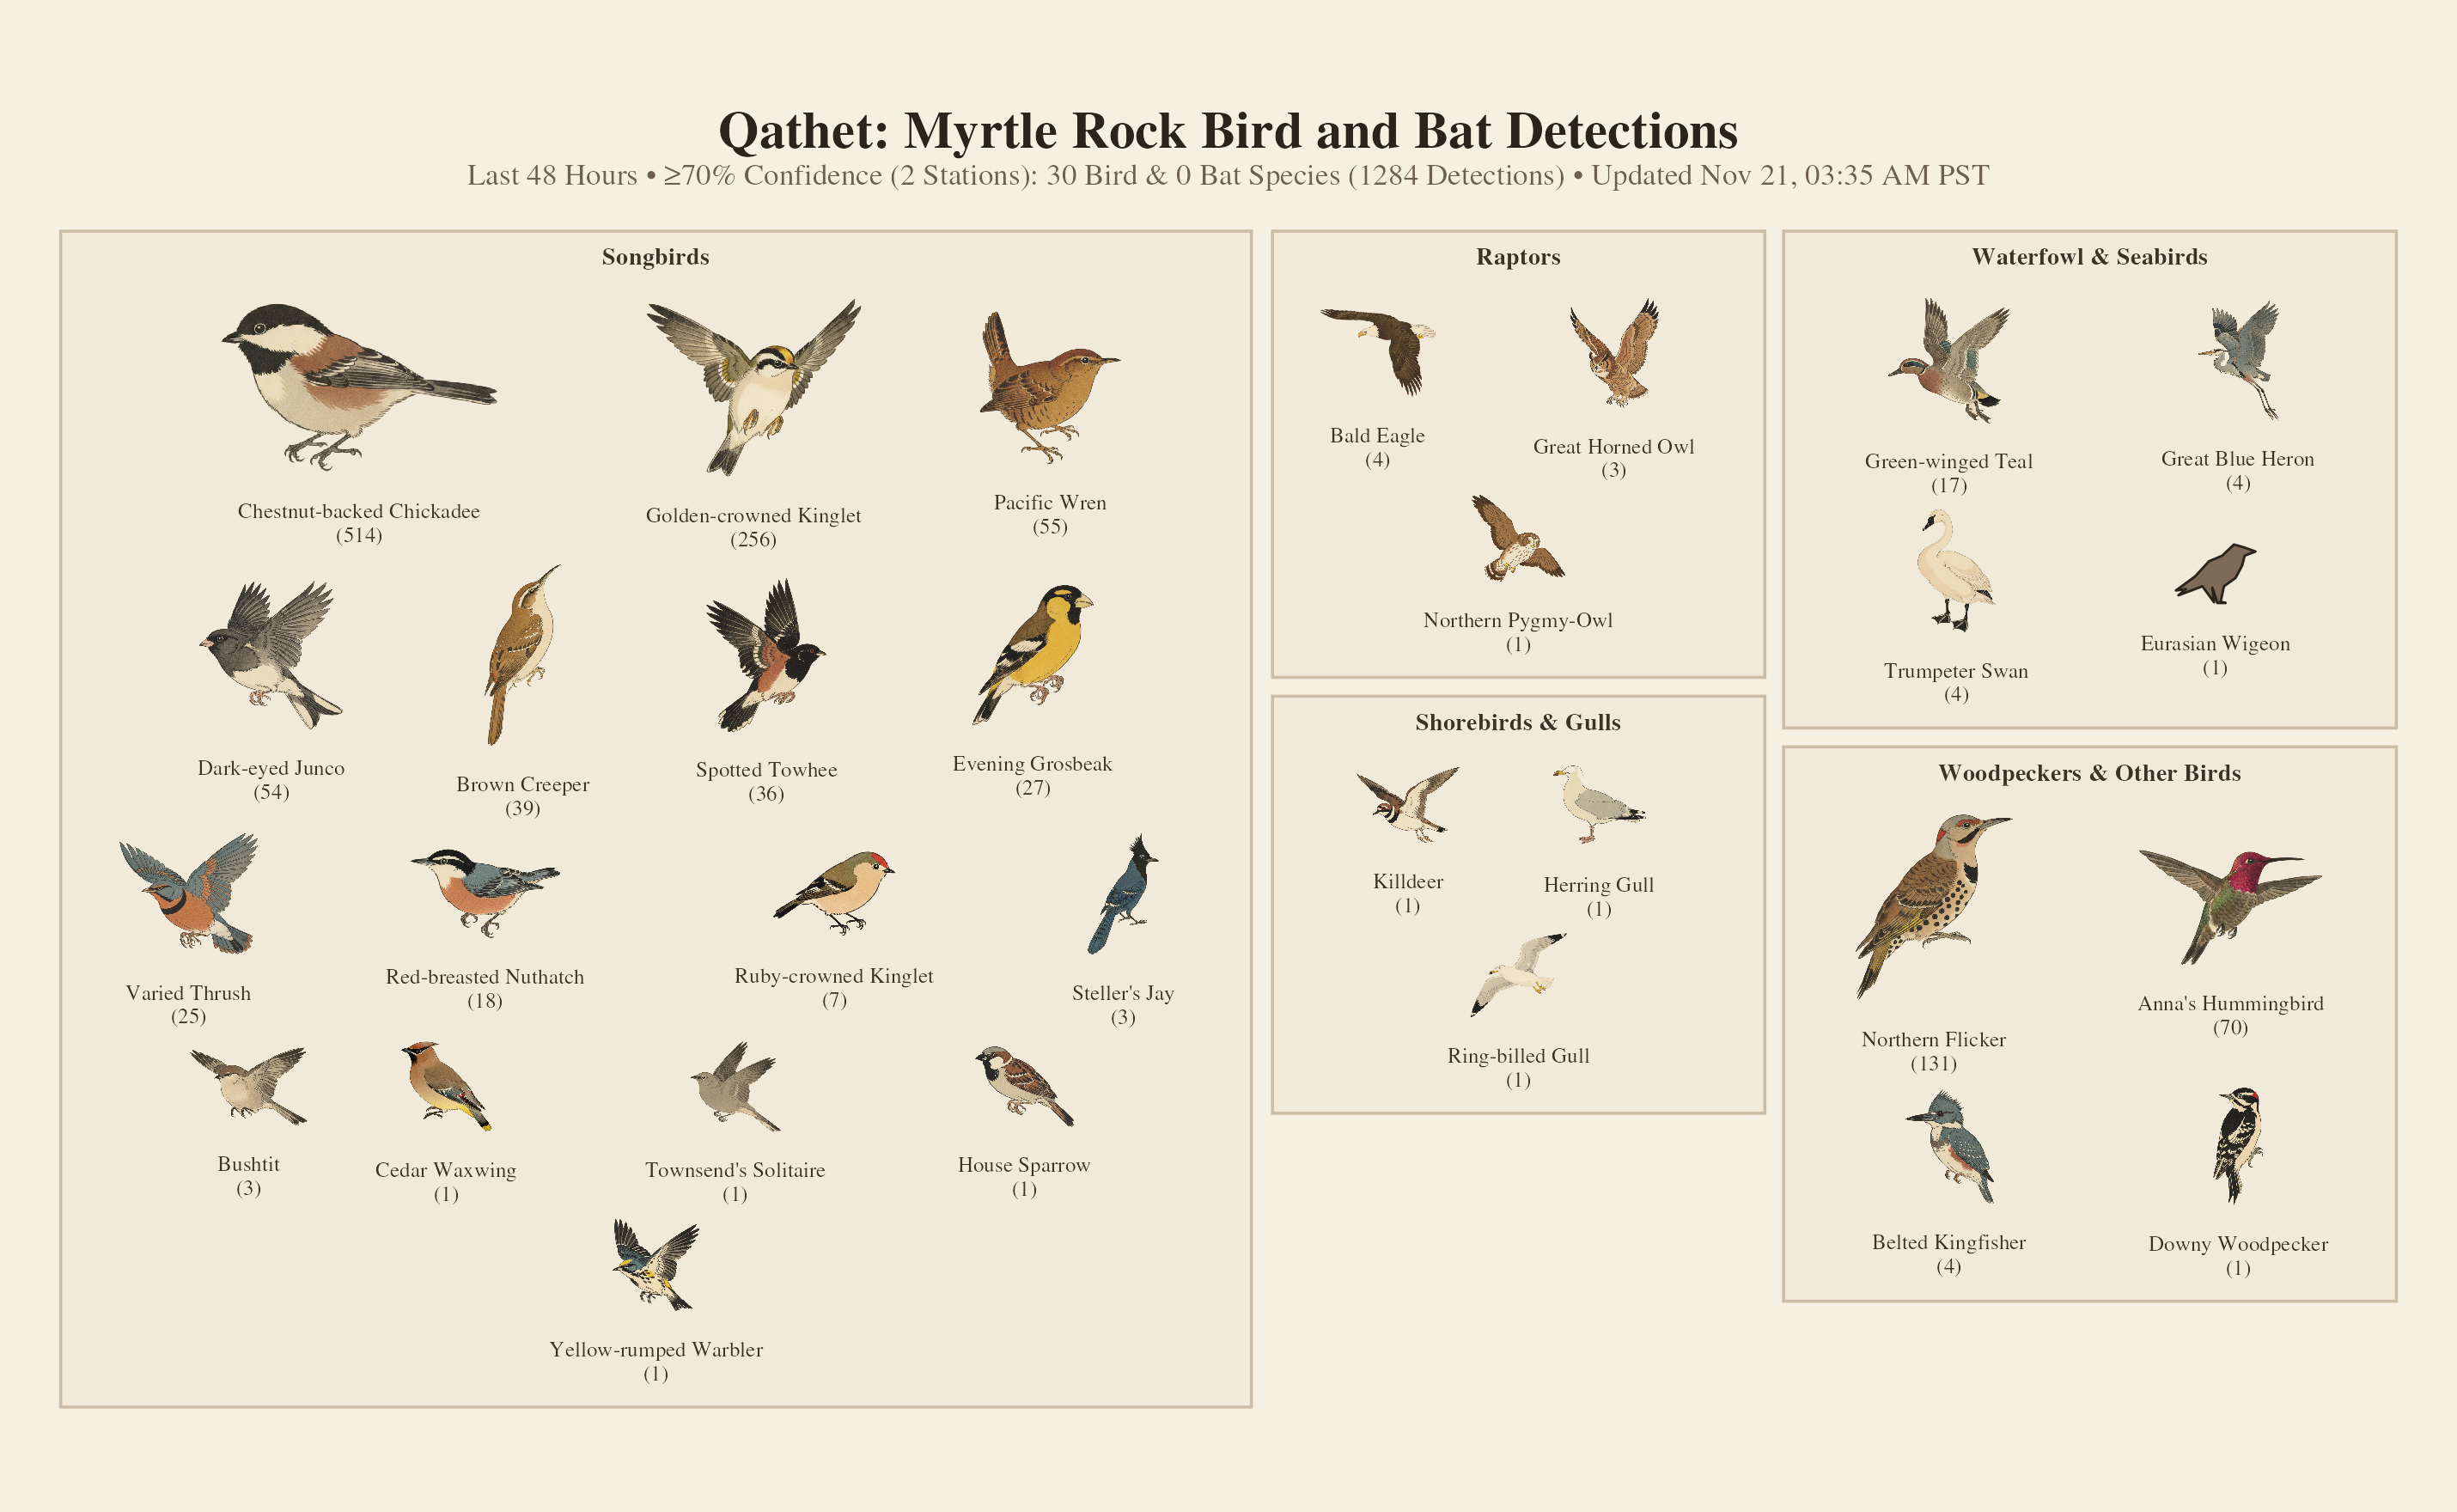 Qathet: Myrtle Rock Bird and Bat Detections
Last 48 Hours • ≥70% Confidence (2 Stations): 30 Bird & 0 Bat Species (1284 Detections) • Updated Nov 21, 03:35 AM PST
Songbirds
Chestnut-backed Chickadee
(514)
Golden-crowned Kinglet
(256)
Pacific Wren
(55)
Dark-eyed Junco
(54)
Brown Creeper
(39)
Spotted Towhee
(36)
Evening Grosbeak
(27)
Varied Thrush
(25)
Red-breasted Nuthatch
(18)
Ruby-crowned Kinglet
(7)
Steller's Jay
(3)
Bushtit
(3)
Cedar Waxwing
(1)
Townsend's Solitaire
(1)
House Sparrow
(1)
Yellow-rumped Warbler
(1)
Raptors
Bald Eagle
(4)
Great Horned Owl
(3)
Northern Pygmy-Owl
(1)
Shorebirds & Gulls
Killdeer
(1)
Herring Gull
(1)
Ring-billed Gull
(1)
Waterfowl & Seabirds
Green-winged Teal
(17)
Great Blue Heron
(4)
Trumpeter Swan
(4)
Eurasian Wigeon
(1)
Woodpeckers & Other Birds
Northern Flicker
(131)
Anna's Hummingbird
(70)
Belted Kingfisher
(4)
Downy Woodpecker
(1)